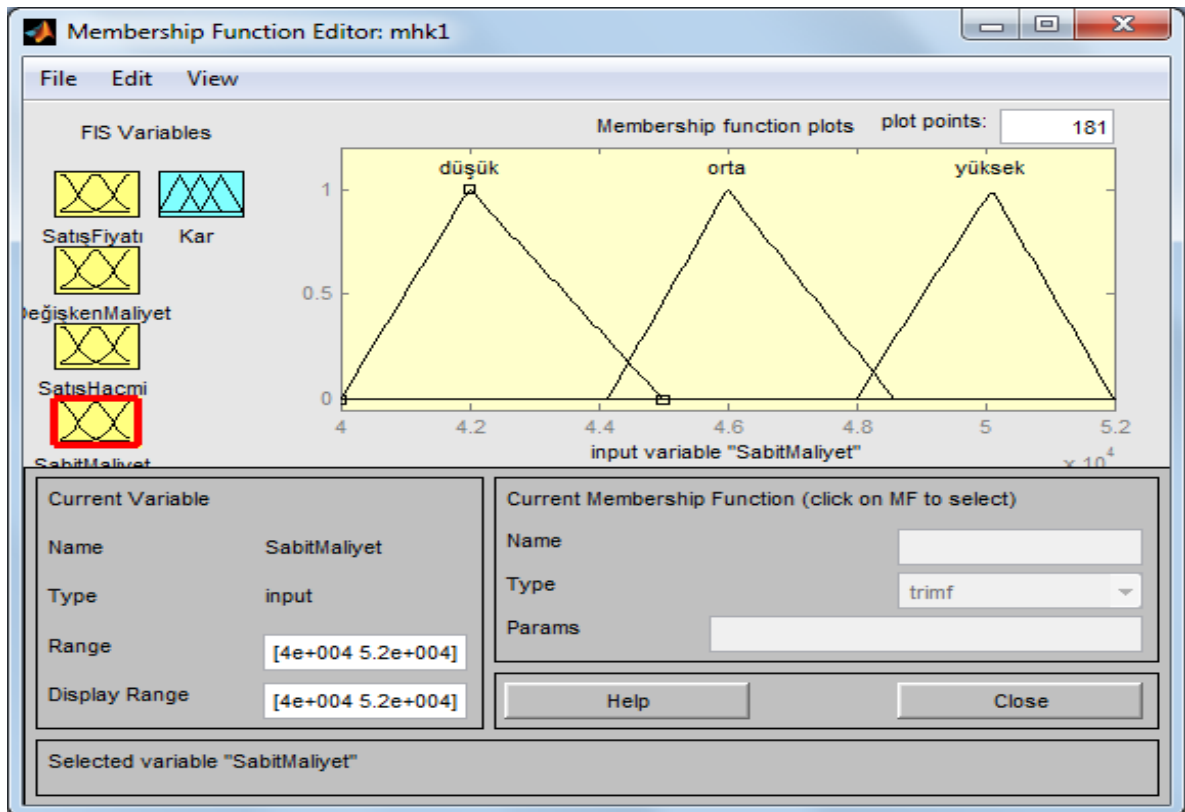 Membership Function Editor: mhk1
File Edit View
FIS Variables
Membership function plots plot points: 181
SatışFiyatı Kar
DeğişkenMaliyet
SatısHacmi
SabitMaliyet
düşük orta yüksek
1
0.5
0
4 4.2 4.4 4.6 4.8 5 5.2
input variable "SabitMaliyet"
x 10^4
Current Variable
Name SabitMaliyet
Type input
Range [4e+004 5.2e+004]
Display Range [4e+004 5.2e+004]
Current Membership Function (click on MF to select)
Name
Type trimf
Params
Help Close
Selected variable "SabitMaliyet"